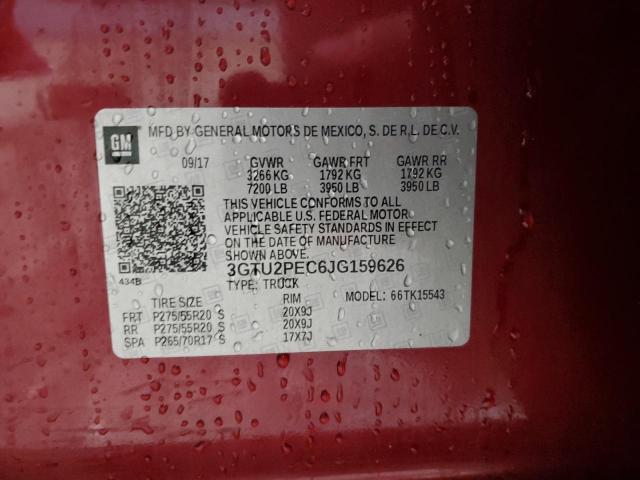 GM
MFD BY GENERAL MOTORS DE MEXICO, S. DE R.L. DE C.V.
09/17 GVWR GAWR FRT GAWR RR
3266 KG 1792 KG 1792 KG
7200 LB 3950 LB 3950 LB
THIS VEHICLE CONFORMS TO ALL
APPLICABLE U.S. FEDERAL MOTOR
VEHICLE SAFETY STANDARDS IN EFFECT
ON THE DATE OF MANUFACTURE
SHOWN ABOVE.
434B 3GTU2PEC6JG159626
TYPE: TRUCK
TIRE SIZE RIM MODEL: 66TK15543
FRT P275/55R20 S 20X9J
RR P275/55R20 S 20X9J
SPA P265/70R17 S 17X7J